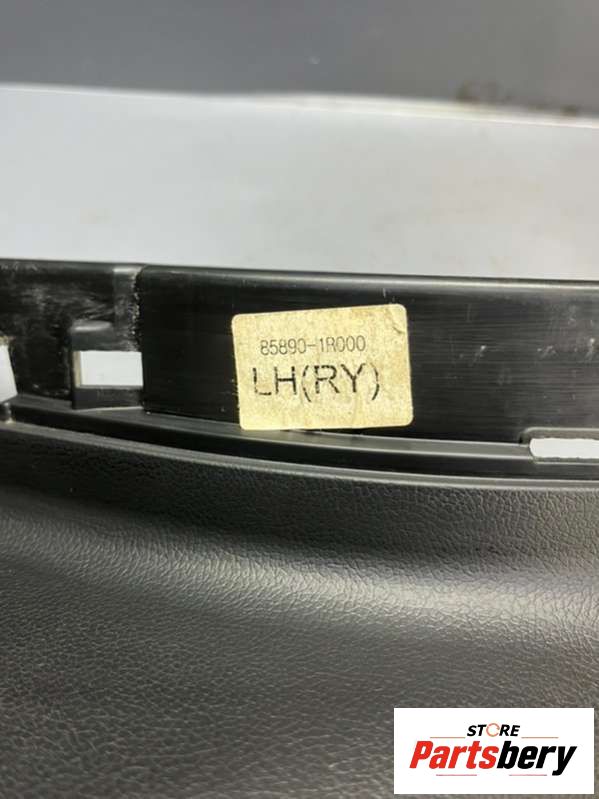 85890-1R000
LH(RY)
STORE
Partsbery